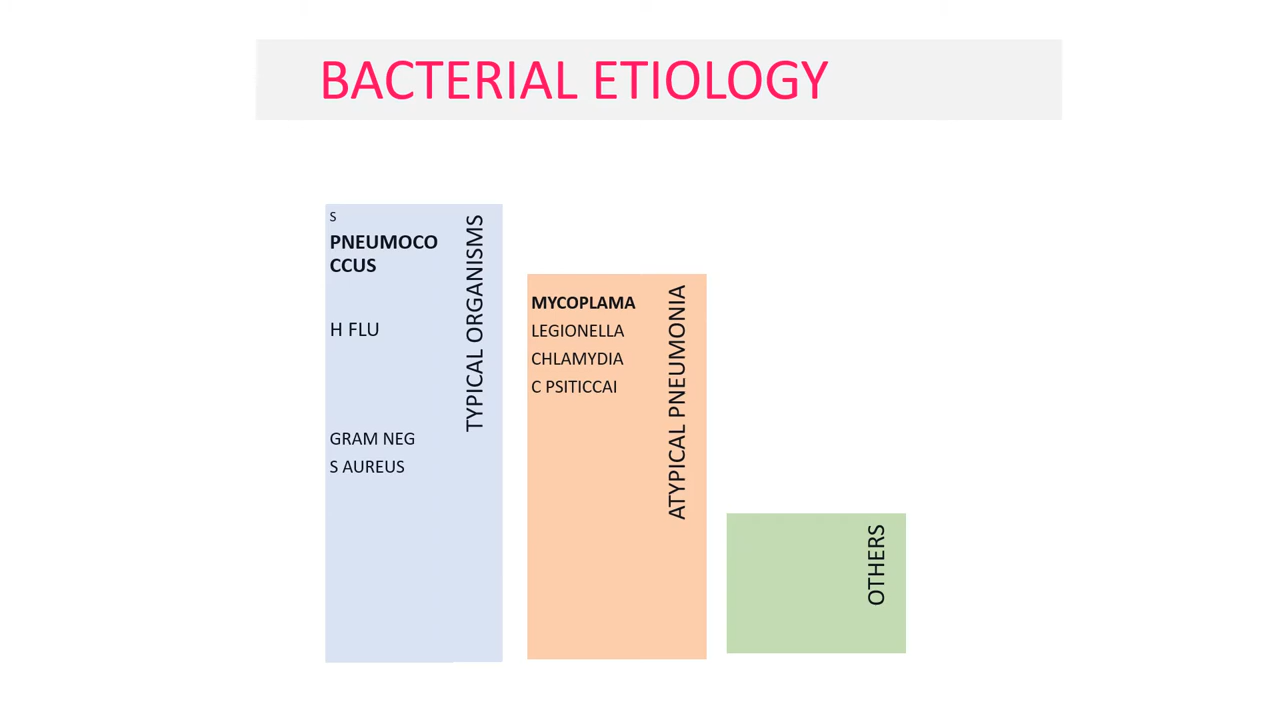 BACTERIAL ETIOLOGY
S
PNEUMOCO
CCUS
H FLU
GRAM NEG
S AUREUS
TYPICAL ORGANISMS
MYCOPLAMA
LEGIONELLA
CHLAMYDIA
C PSITICCAI
ATYPICAL PNEUMONIA
OTHERS